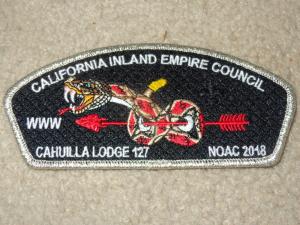 CALIFORNIA INLAND EMPIRE COUNCIL
WWW
CAHUILLA LODGE 127 NOAC 2018